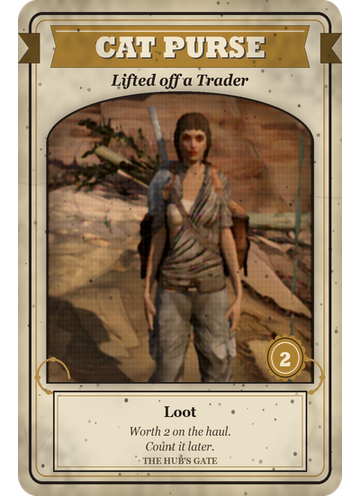 CAT PURSE
Lifted off a Trader
2
Loot
Worth 2 on the haul.
Count it later.
- THE HUB'S GATE